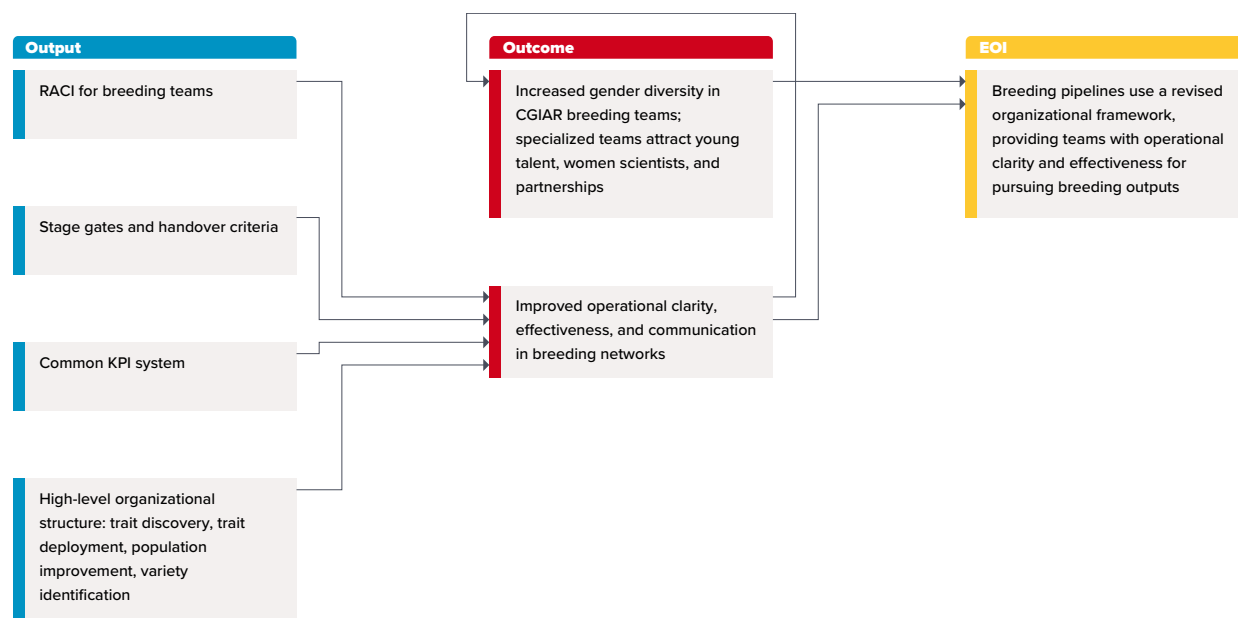 Output
RACI for breeding teams
Stage gates and handover criteria
Common KPI system
High-level organizational
structure: trait discovery, trait
deployment, population
improvement, variety
identification
Outcome
Increased gender diversity in
CGIAR breeding teams;
specialized teams attract young
talent, women scientists, and
partnerships
Improved operational clarity,
effectiveness, and communication
in breeding networks
EOI
Breeding pipelines use a revised
organizational framework,
providing teams with operational
clarity and effectiveness for
pursuing breeding outputs